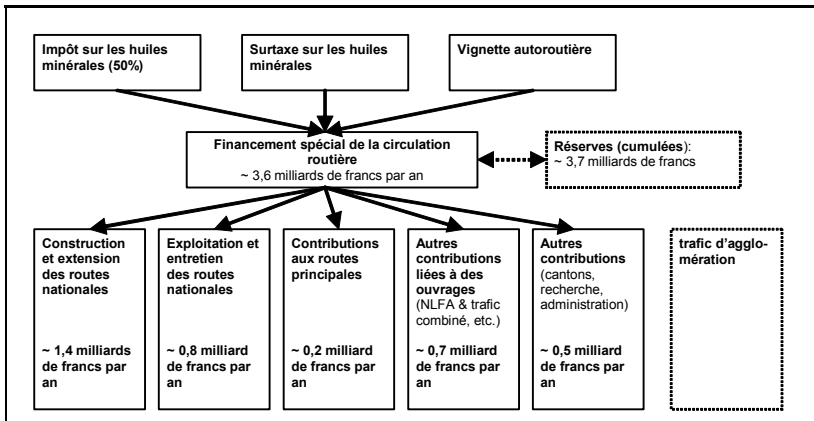 Impôt sur les huiles
minérales (50%)
Surtaxe sur les huiles
minérales
Vignette autoroutière
Financement spécial de la circulation
routière
~ 3,6 milliards de francs par an
Réserves (cumulées):
~ 3,7 milliards de francs
Construction
et extension
des routes
nationales
~ 1,4 milliards
de francs par
an
Exploitation et
entretien
des routes
nationales
~ 0,8 milliard
de francs par
an
Contributions
aux routes
principales
~ 0,2 milliard
de francs par
an
Autres
contributions
liées à des
ouvrages
(NLFA & trafic
combiné, etc.)
~ 0,7 milliard
de francs par
an
Autres
contributions
(cantons,
recherche,
administration)
~ 0,5 milliard
de francs par
an
trafic d'agglo-
mération